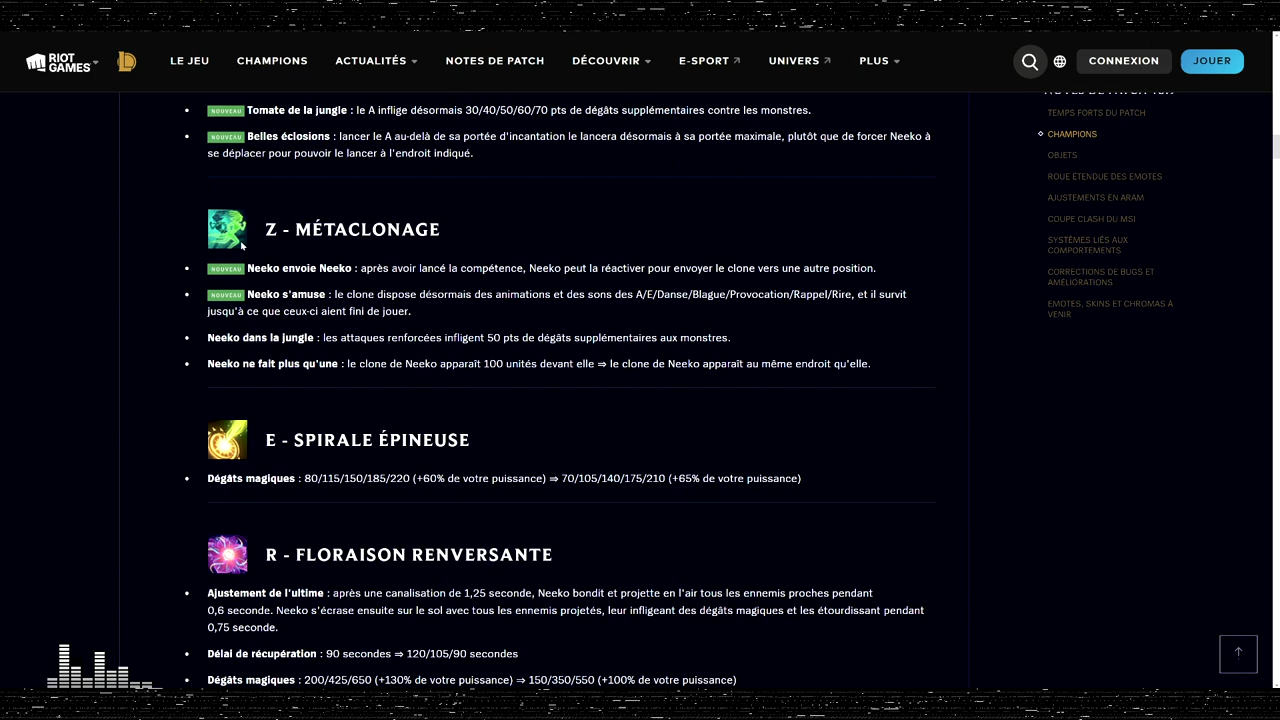 RIOT GAMES
LE JEU
CHAMPIONS
ACTUALITÉS
NOTES DE PATCH
DÉCOUVRIR
E-SPORT
UNIVERS
PLUS
CONNEXION
JOUER
NOUVEAU Tomate de la jungle : le A inflige désormais 30/40/50/60/70 pts de dégâts supplémentaires contre les monstres.
NOUVEAU Belles éclosions : lancer le A au-delà de sa portée d'incantation le lancera désormais à sa portée maximale, plutôt que de forcer Neeko à
se déplacer pour pouvoir le lancer à l'endroit indiqué.
Z - MÉTACLONAGE
NOUVEAU Neeko envoie Neeko : après avoir lancé la compétence, Neeko peut la réactiver pour envoyer le clone vers une autre position.
NOUVEAU Neeko s'amuse : le clone dispose désormais des animations et des sons des A/E/Danse/Blague/Provocation/Rappel/Rire, et il survit
jusqu'à ce que ceux-ci aient fini de jouer.
Neeko dans la jungle : les attaques renforcées infligent 50 pts de dégâts supplémentaires aux monstres.
Neeko ne fait plus qu'une : le clone de Neeko apparaît 100 unités devant elle ⇒ le clone de Neeko apparaît au même endroit qu'elle.
E - SPIRALE ÉPINEUSE
Dégâts magiques : 80/115/150/185/220 (+60% de votre puissance) ⇒ 70/105/140/175/210 (+65% de votre puissance)
R - FLORAISON RENVERSANTE
Ajustement de l'ultime : après une canalisation de 1,25 seconde, Neeko bondit et projette en l'air tous les ennemis proches pendant
0,6 seconde. Neeko s'écrase ensuite sur le sol avec tous les ennemis projetés, leur infligeant des dégâts magiques et les étourdissant pendant
0,75 seconde.
Délai de récupération : 90 secondes ⇒ 120/105/90 secondes
Dégâts magiques : 200/425/650 (+130% de votre puissance) ⇒ 150/350/550 (+100% de votre puissance)
TEMPS FORTS DU PATCH
CHAMPIONS
OBJETS
ROUE ÉTENDUE DES EMOTES
AJUSTEMENTS EN ARAM
COUPE CLASH DU MSI
SYSTÈMES LIÉS AUX
COMPORTEMENTS
CORRECTIONS DE BUGS ET
AMÉLIORATIONS
EMOTES, SKINS ET CHROMAS À
VENIR